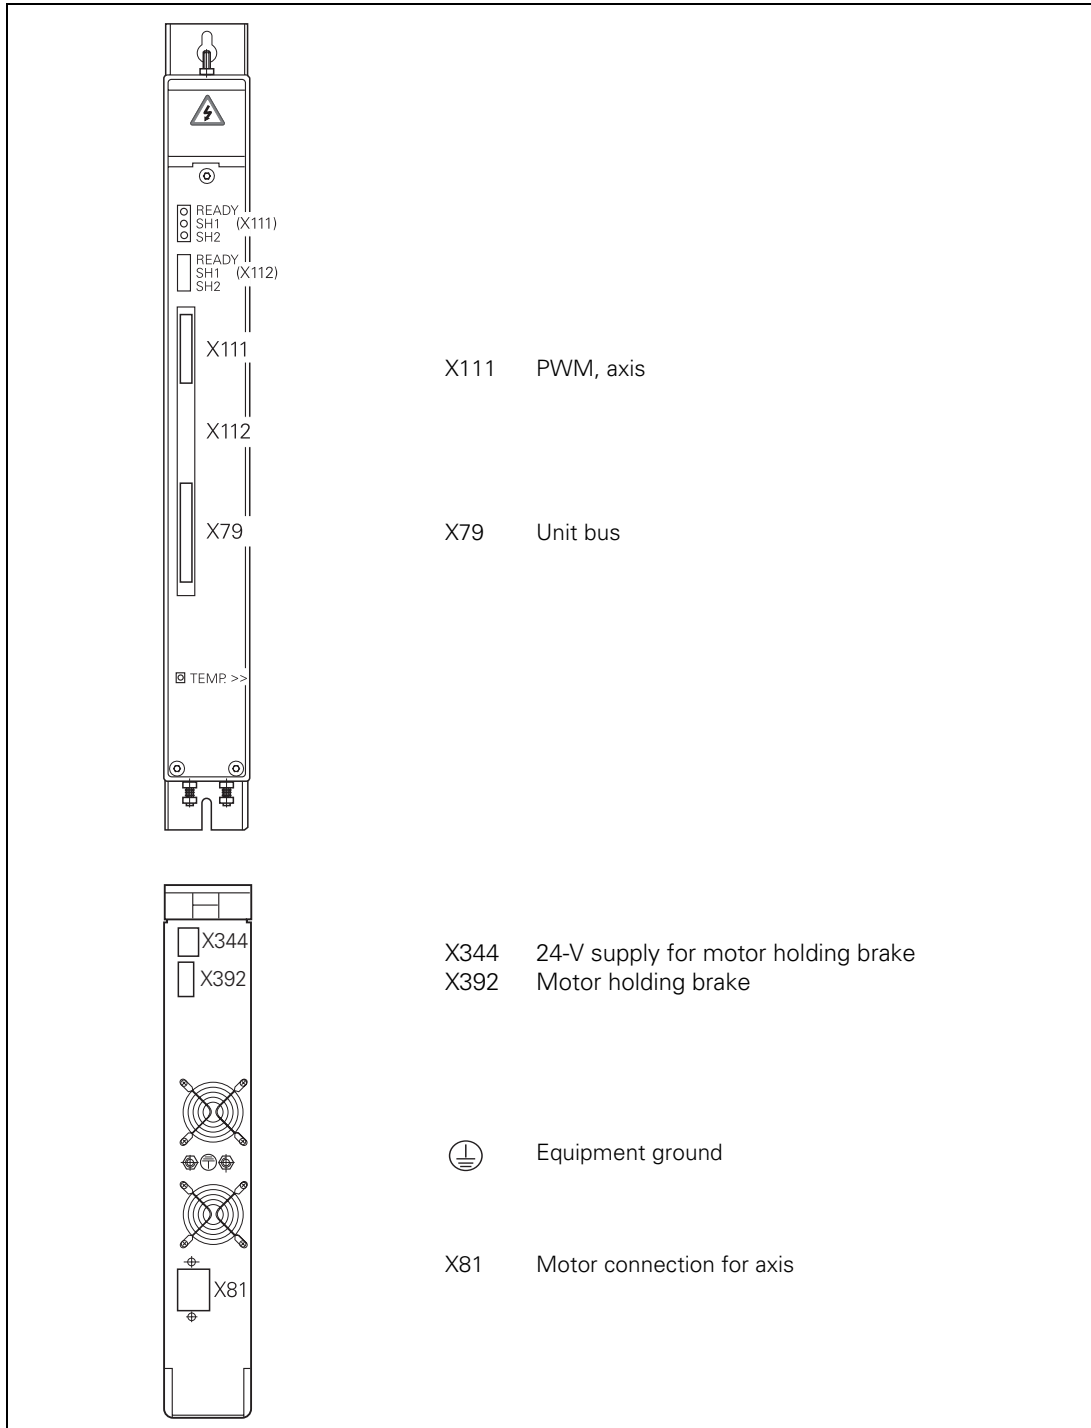 READY
SH1 (X111)
SH2
READY
SH1 (X112)
SH2
X111
X111 PWM, axis
X112
X79
X79 Unit bus
TEMP. >>
X344
X344 24-V supply for motor holding brake
X392
X392 Motor holding brake
Equipment ground
X81 Motor connection for axis
X81